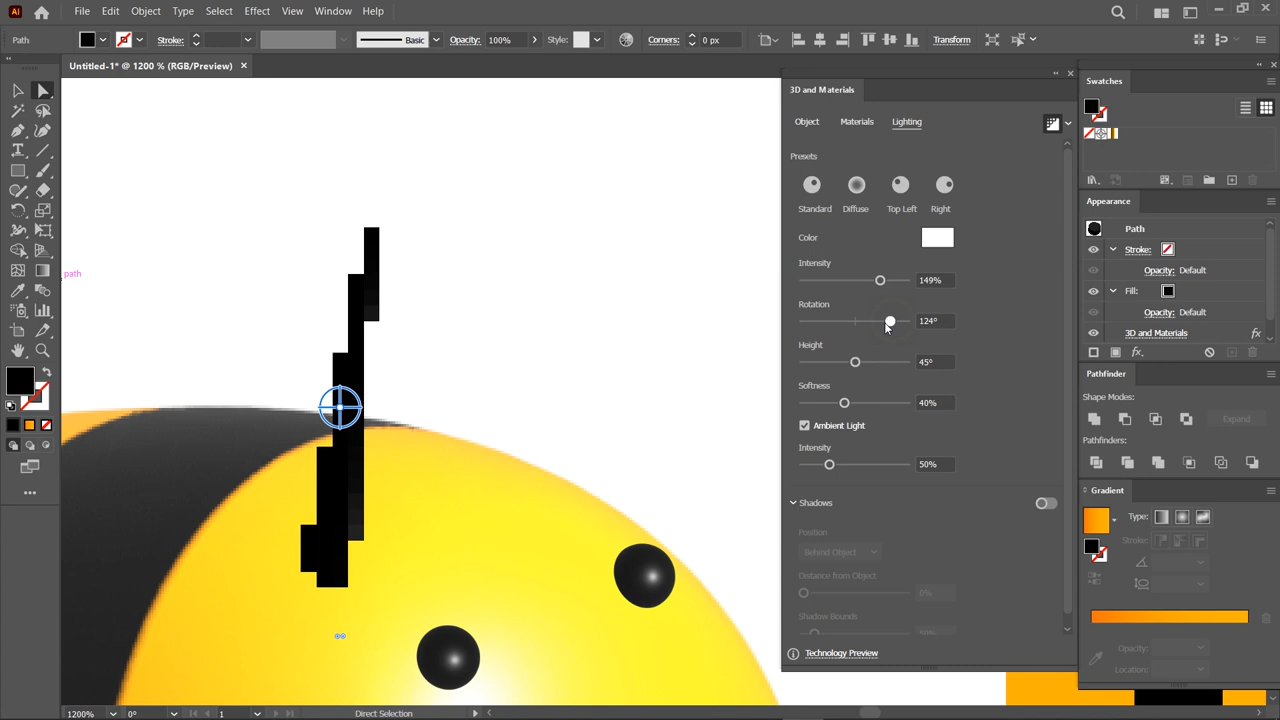 Ai File Edit Object Type Select Effect View Window Help
Path Stroke: Basic Opacity: 100% Style: Corners: 0 px Transform
Untitled-1* @ 1200 % (RGB/Preview)
path
3D and Materials
Object Materials Lighting
Presets
Standard Diffuse Top Left Right
Color
Intensity
149%
Rotation
124°
Height
45°
Softness
40%
Ambient Light
Intensity
50%
Shadows
Position
Behind Object
Distance from Object
0%
Shadow Bounds
Technology Preview
Swatches
Appearance
Path
Stroke:
Opacity: Default
Fill:
Opacity: Default
3D and Materials fx
fx
Pathfinder
Shape Modes:
Expand
Pathfinders:
Gradient
Type:
Stroke:
Opacity:
Location:
1200% 0° 1 Direct Selection